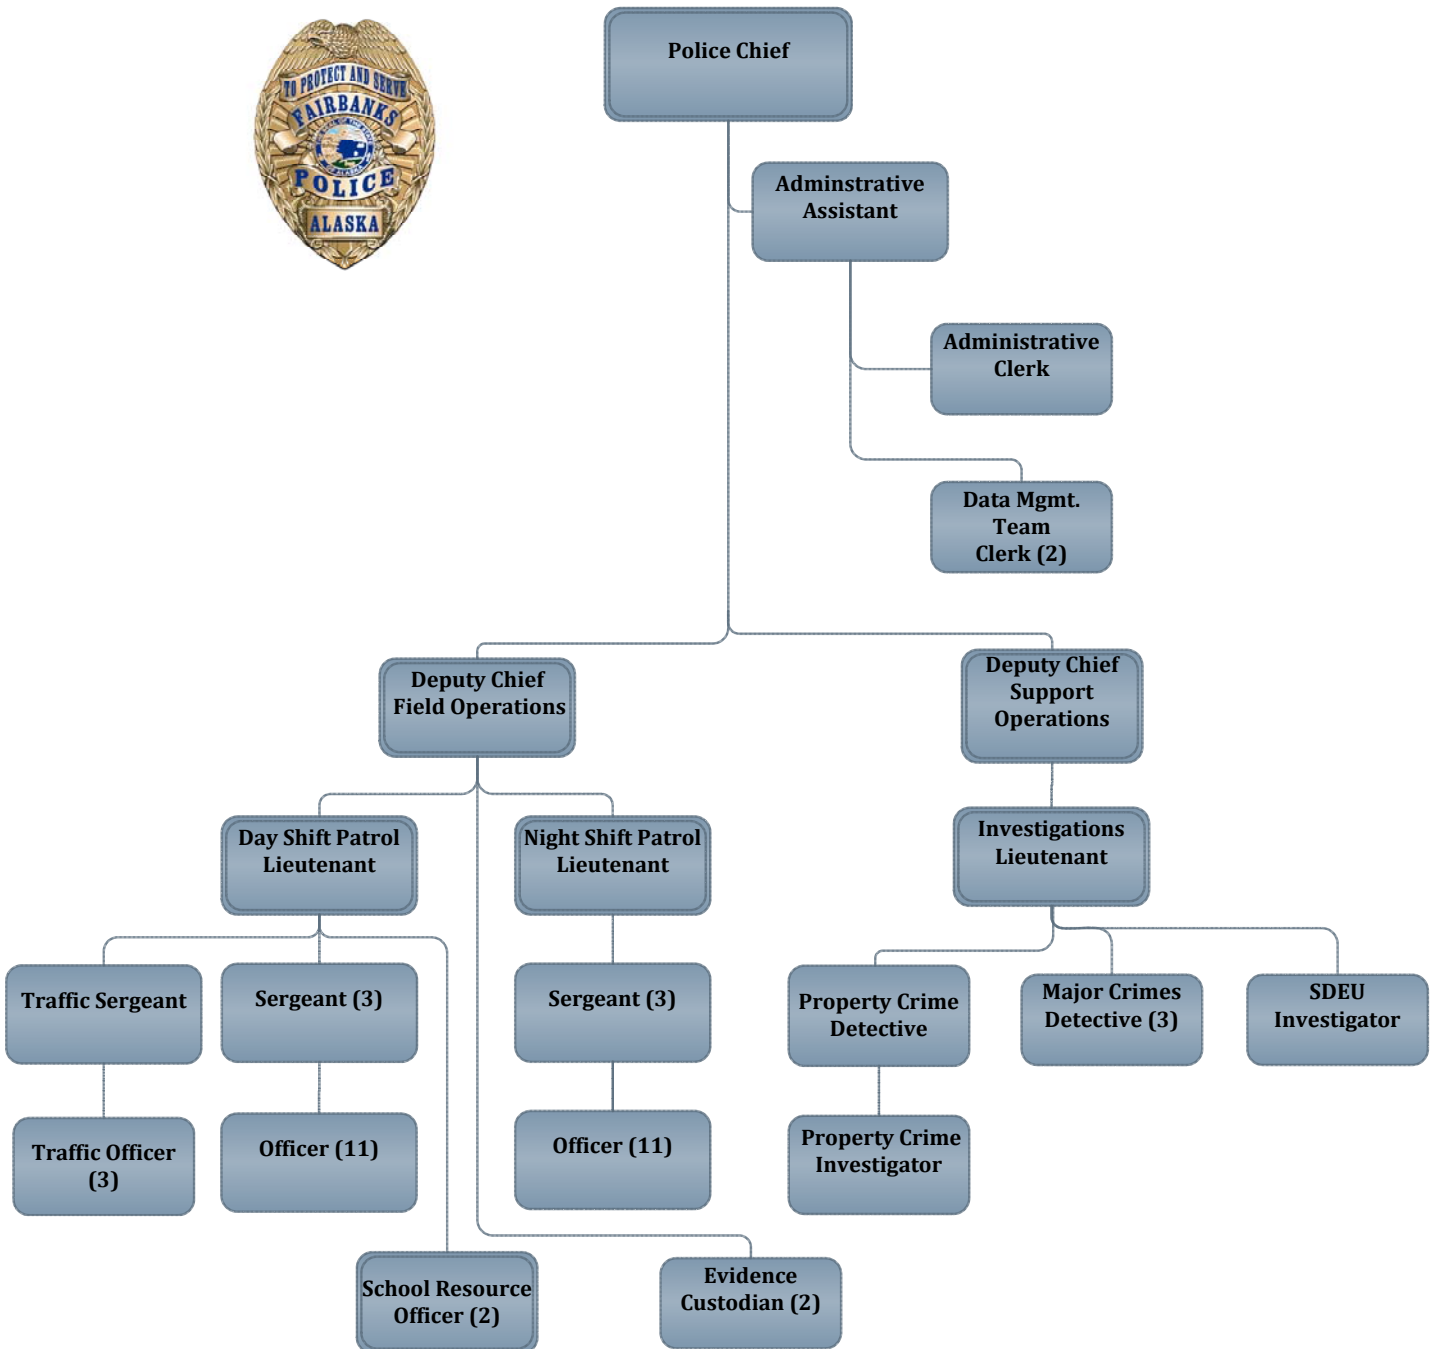 TO PROTECT AND SERVE
FAIRBANKS
POLICE
ALASKA
Police Chief
Adminstrative
Assistant
Administrative
Clerk
Data Mgmt.
Team
Clerk (2)
Deputy Chief
Field Operations
Deputy Chief
Support
Operations
Day Shift Patrol
Lieutenant
Night Shift Patrol
Lieutenant
Investigations
Lieutenant
Traffic Sergeant
Sergeant (3)
Sergeant (3)
Property Crime
Detective
Major Crimes
Detective (3)
SDEU
Investigator
Traffic Officer
(3)
Officer (11)
Officer (11)
Property Crime
Investigator
School Resource
Officer (2)
Evidence
Custodian (2)